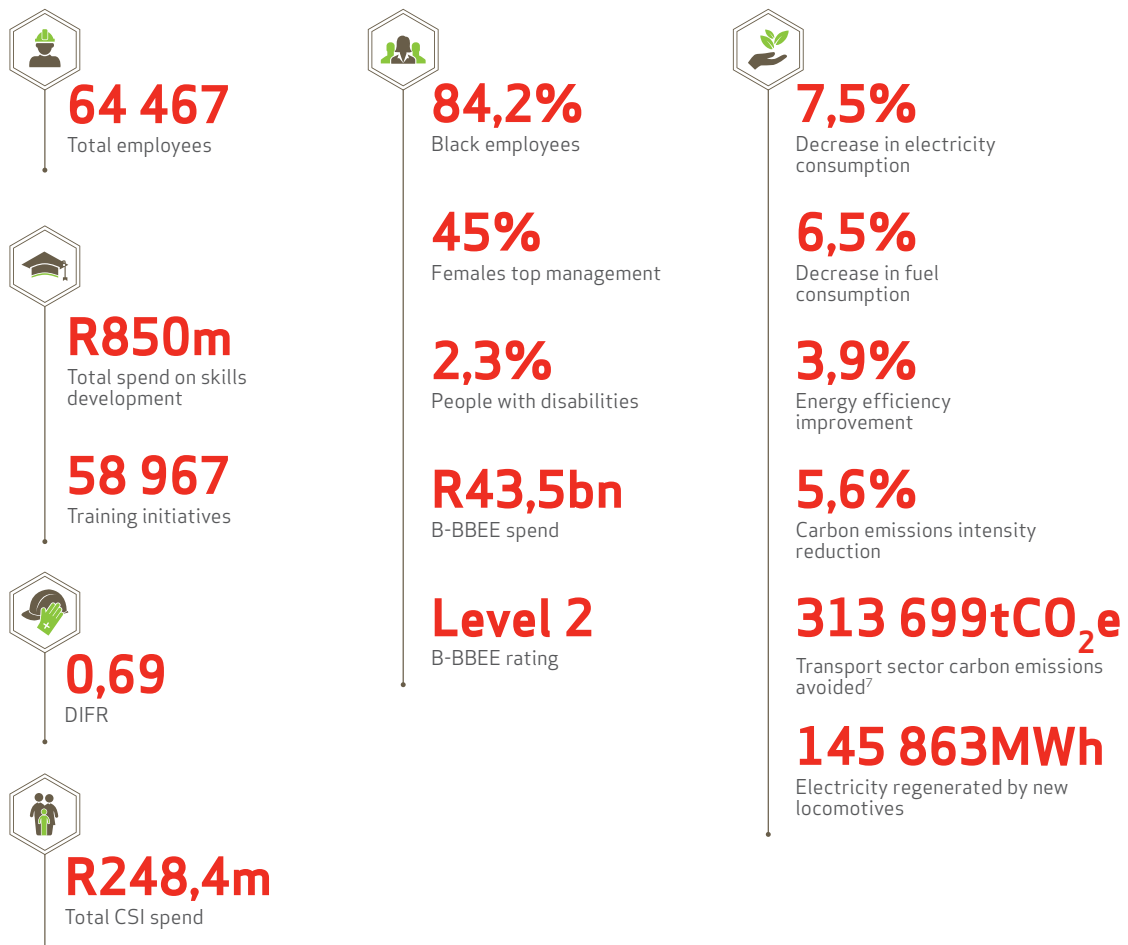 64 467
Total employees
R850m
Total spend on skills
development
58 967
Training initiatives
0,69
DIFR
R248,4m
Total CSI spend
84,2%
Black employees
45%
Females top management
2,3%
People with disabilities
R43,5bn
B-BBEE spend
Level 2
B-BBEE rating
7,5%
Decrease in electricity
consumption
6,5%
Decrease in fuel
consumption
3,9%
Energy efficiency
improvement
5,6%
Carbon emissions intensity
reduction
313 699tCO₂e
Transport sector carbon emissions
avoided⁷
145 863MWh
Electricity regenerated by new
locomotives